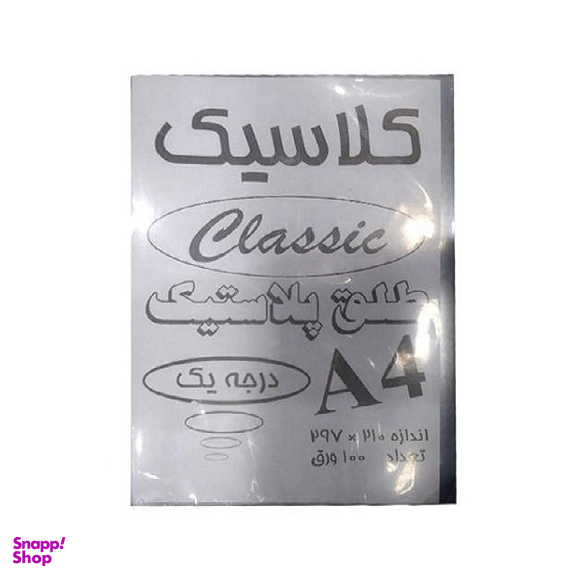 کلاسیک
Classic
طلق پلاستیک
A4
درجه یک
اندازه ۲۱۰ × ۲۹۷
تعداد ۱۰۰ ورق
Snapp!
Shop